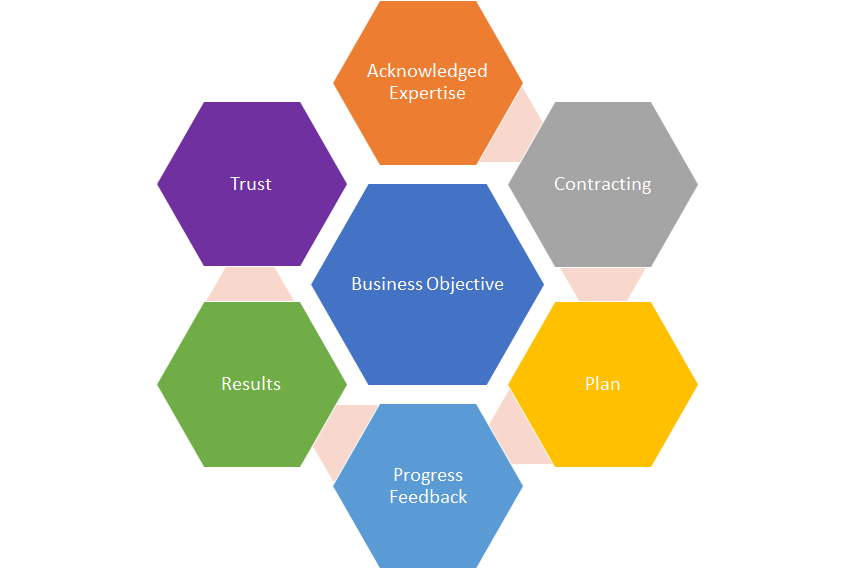 Acknowledged
Expertise
Trust
Contracting
Business Objective
Results
Plan
Progress
Feedback